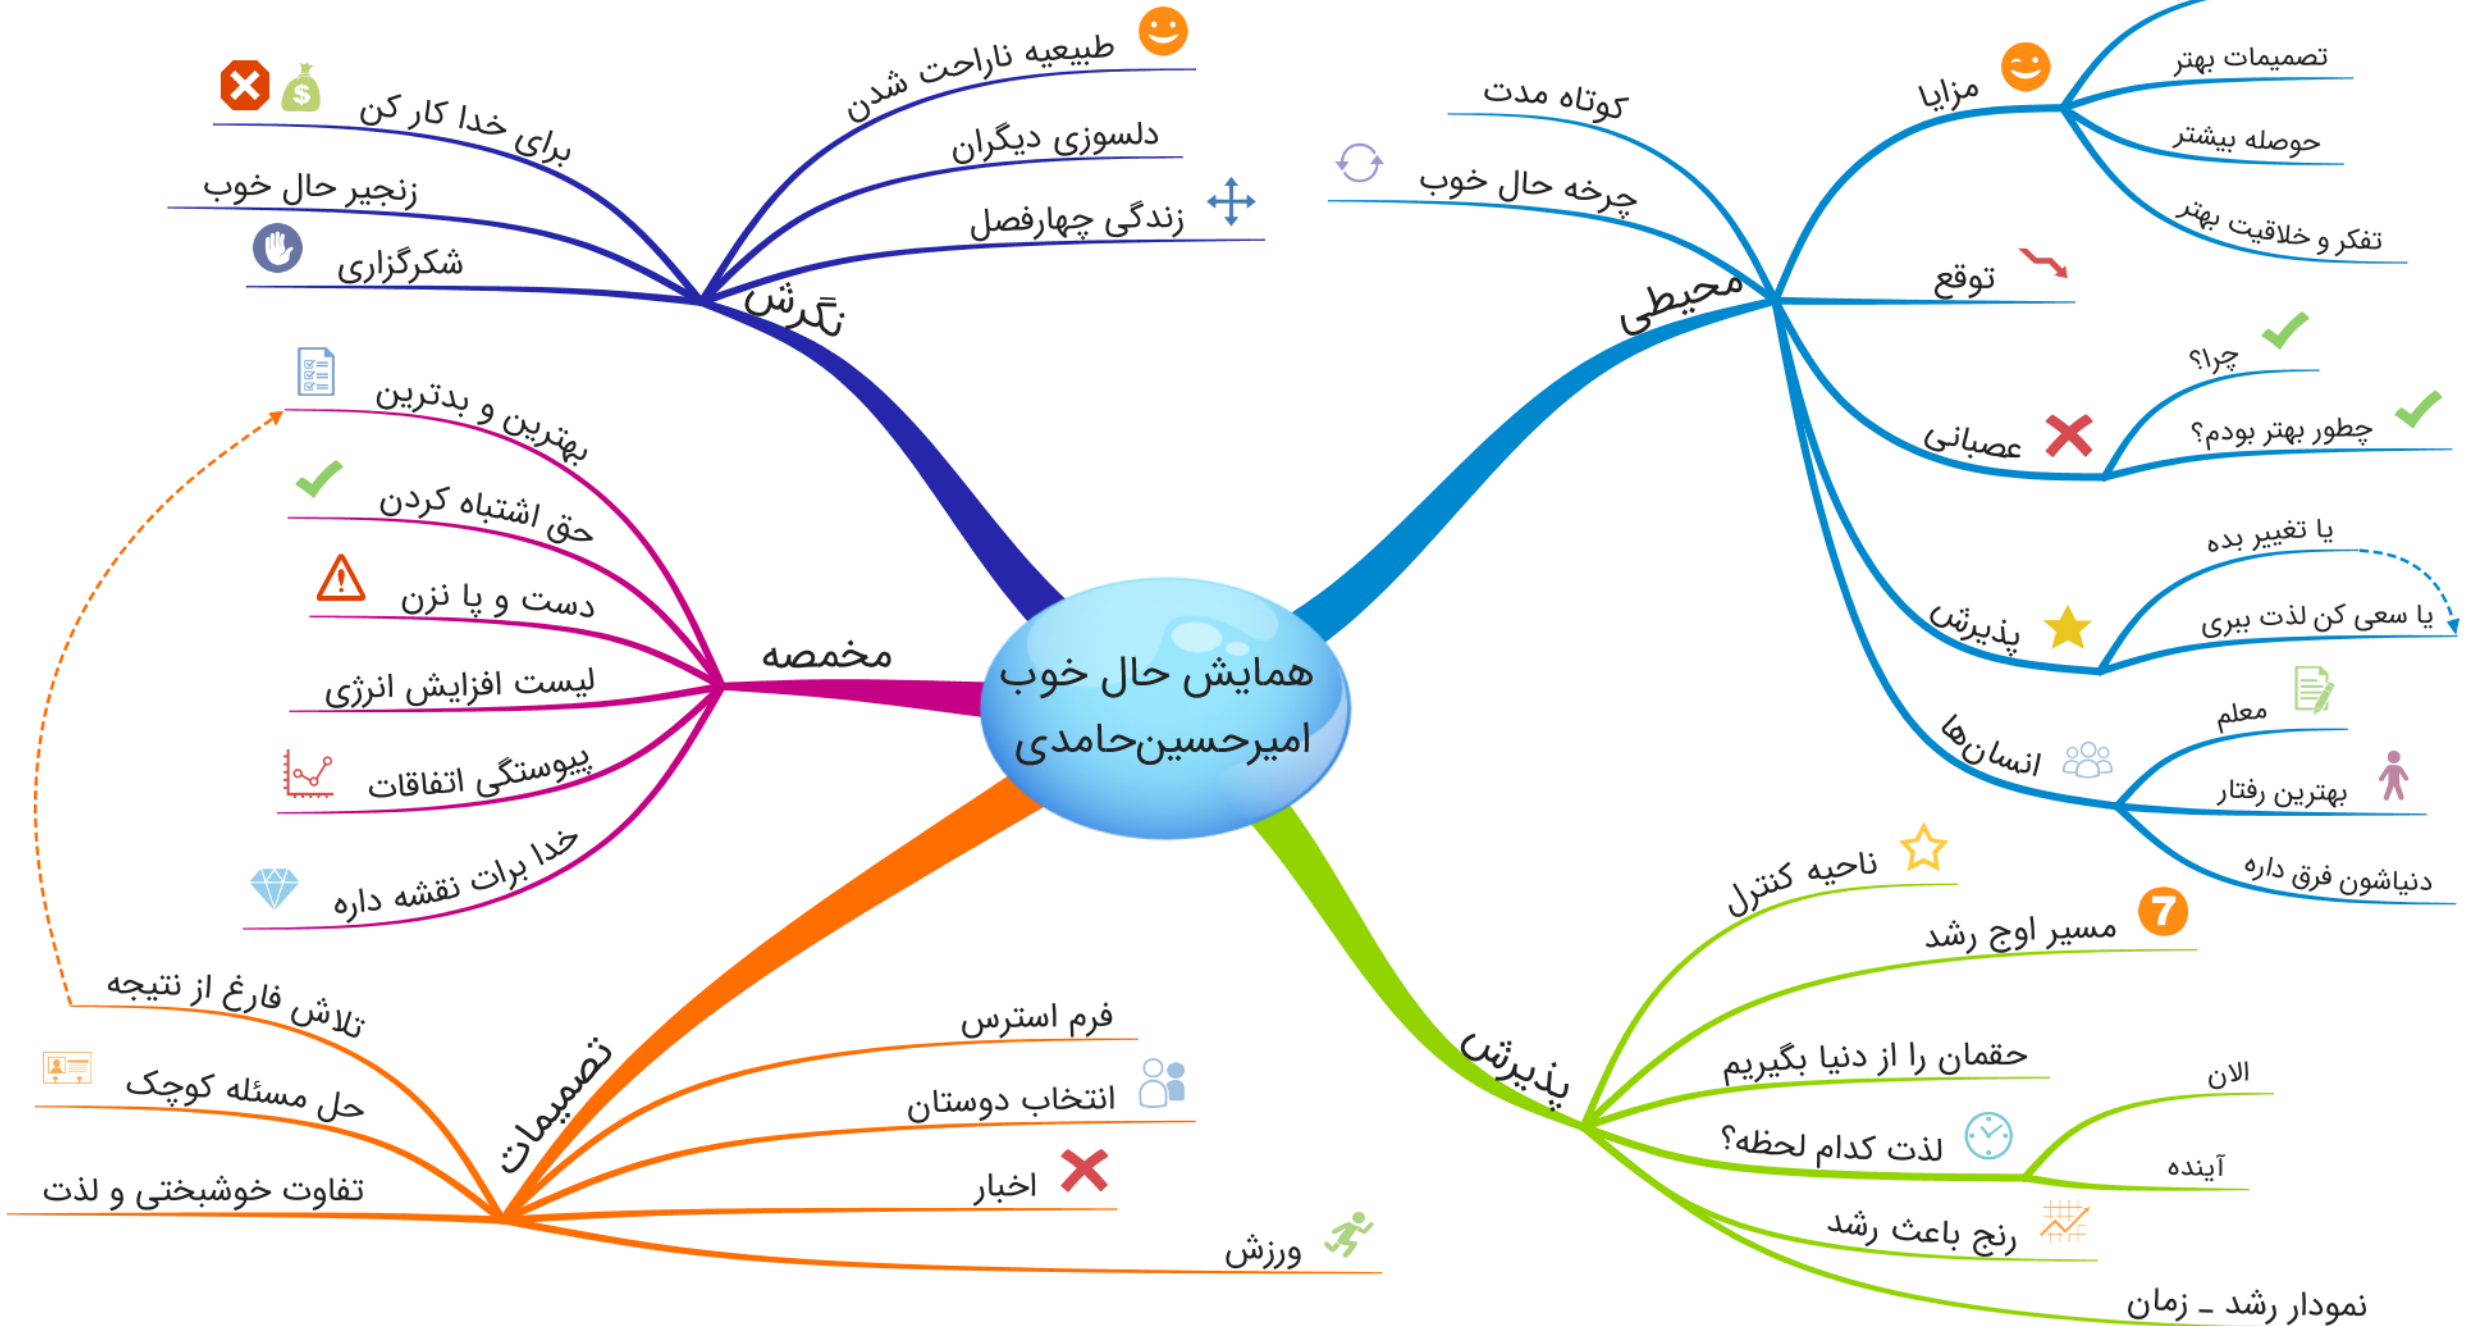 همایش حال خوب
امیرحسین‌حامدی
محیطی
مزایا
تصمیمات بهتر
حوصله بیشتر
تفکر و خلاقیت بهتر
کوتاه مدت
چرخه حال خوب
توقع
عصبانی
چرا؟
چطور بهتر بودم؟
پذیرش
یا تغییر بده
یا سعی کن لذت ببری
انسان‌ها
معلم
بهترین رفتار
دنیاشون فرق داره
پذیرش
ناحیه کنترل
7
مسیر اوج رشد
حقمان را از دنیا بگیریم
لذت کدام لحظه؟
الان
آینده
رنج باعث رشد
نمودار رشد - زمان
تصمیمات
فرم استرس
انتخاب دوستان
اخبار
ورزش
تلاش فارغ از نتیجه
حل مسئله کوچک
تفاوت خوشبختی و لذت
مخمصه
بهترین و بدترین
حق اشتباه کردن
دست و پا نزن
لیست افزایش انرژی
پیوستگی اتفاقات
خدا برات نقشه داره
نگرش
طبیعیه ناراحت شدن
دلسوزی دیگران
زندگی چهارفصل
$
برای خدا کار کن
زنجیر حال خوب
شکرگزاری